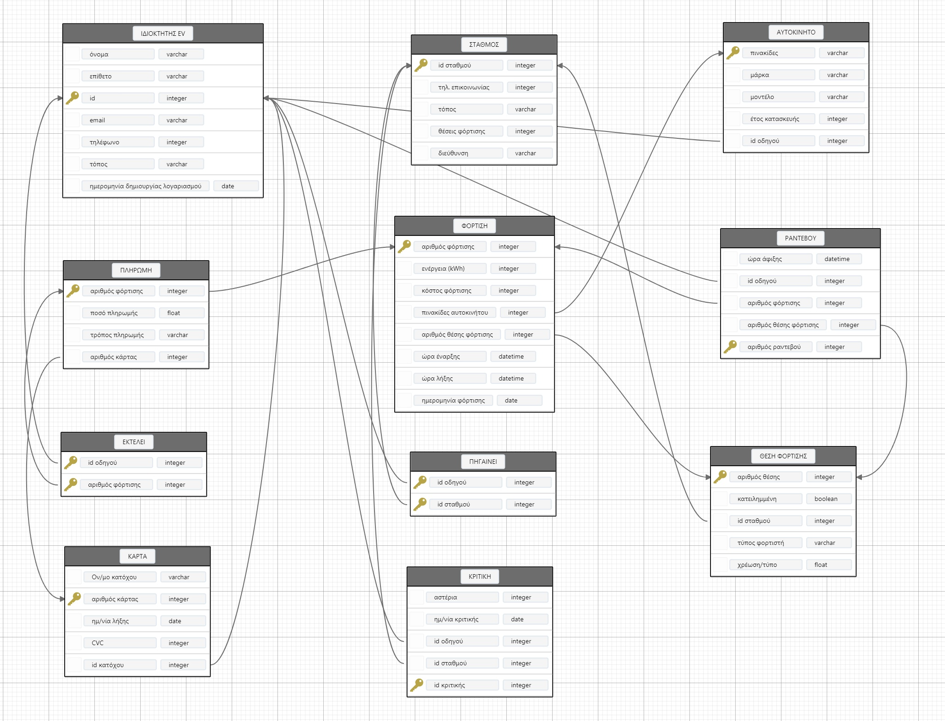 ΙΔΙΟΚΤΗΤΗΣ EV
όνομα varchar
επίθετο varchar
id integer
email varchar
τηλέφωνο integer
τόπος varchar
ημερομηνία δημιουργίας λογαριασμού date
ΣΤΑΘΜΟΣ
id σταθμού integer
τηλ. επικοινωνίας integer
τόπος varchar
θέσεις φόρτισης integer
διεύθυνση varchar
ΑΥΤΟΚΙΝΗΤΟ
πινακίδες varchar
μάρκα varchar
μοντέλο varchar
έτος κατασκευής integer
id οδηγού integer
ΠΛΗΡΩΜΗ
αριθμός φόρτισης integer
ποσό πληρωμής float
τρόπος πληρωμής varchar
αριθμός κάρτας integer
ΦΟΡΤΙΣΗ
αριθμός φόρτισης integer
ενέργεια (kWh) integer
κόστος φόρτισης integer
πινακίδες αυτοκινήτου integer
αριθμός θέσης φόρτισης integer
ώρα έναρξης datetime
ώρα λήξης datetime
ημερομηνία φόρτισης date
ΡΑΝΤΕΒΟΥ
ώρα άφιξης datetime
id οδηγού integer
αριθμός φόρτισης integer
αριθμός θέσης φόρτισης integer
αριθμός ραντεβού integer
ΕΚΤΕΛΕΙ
id οδηγού integer
αριθμός φόρτισης integer
ΠΗΓΑΙΝΕΙ
id οδηγού integer
id σταθμού integer
ΘΕΣΗ ΦΟΡΤΙΣΗΣ
αριθμός θέσης integer
κατειλημμένη boolean
id σταθμού integer
τύπος φορτιστή varchar
χρέωση/τύπο float
ΚΑΡΤΑ
Ον/μο κατόχου varchar
αριθμός κάρτας integer
ημ/νία λήξης date
CVC integer
id κατόχου integer
ΚΡΙΤΙΚΗ
αστέρια integer
ημ/νία κριτικής date
id οδηγού integer
id σταθμού integer
id κριτικής integer